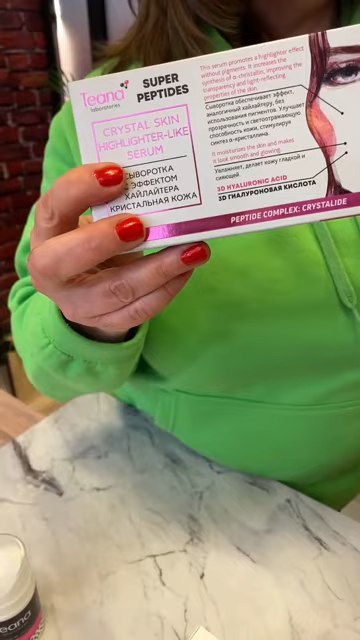 Teana
laboratories
SUPER
PEPTIDES
CRYSTAL SKIN
HIGHLIGHTER-LIKE
SERUM
СЫВОРОТКА
ЭФФЕКТОМ
ХАЙЛАЙТЕРА
КРИСТАЛЬНАЯ КОЖА
This serum promotes a highlighter effect
without pigments. It increases the
synthesis of α-crystallin, improving the
transparency and light-reflecting
properties of the skin.
Сыворотка обеспечивает эффект,
аналогичный хайлайтеру, без
использования пигментов. Улучшает
прозрачность и светоотражающую
способность кожи, стимулируя
синтез α-кристаллина.
It moisturises the skin and makes
it look smooth and glowing.
Увлажняет, делает кожу гладкой и
сияющей.
3D HYALURONIC ACID
3D ГИАЛУРОНОВАЯ КИСЛОТА
PEPTIDE COMPLEX: CRYSTALIDE
eana